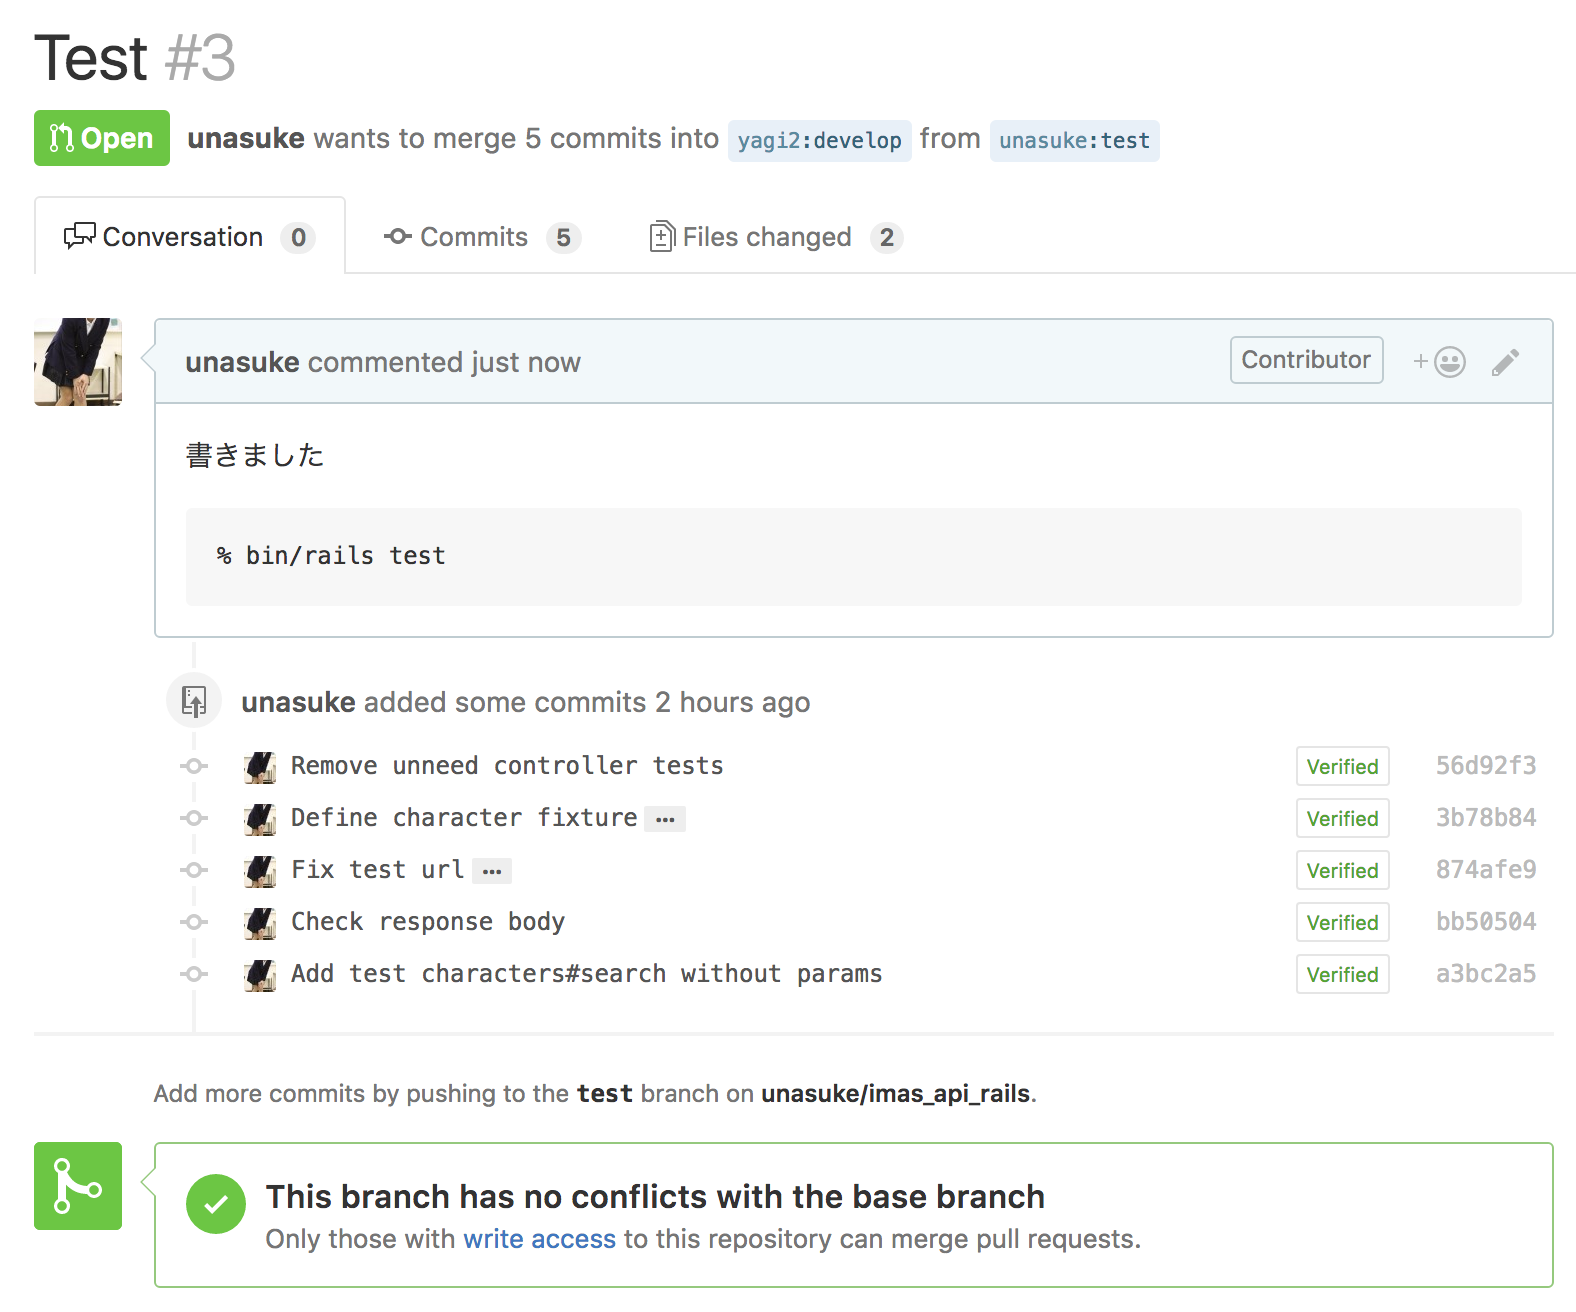 Test #3
Open unasuke wants to merge 5 commits into yagi2:develop from unasuke:test
Conversation 0 Commits 5 Files changed 2
unasuke commented just now Contributor +
書きました
% bin/rails test
unasuke added some commits 2 hours ago
Remove unneed controller tests Verified 56d92f3
Define character fixture … Verified 3b78b84
Fix test url … Verified 874afe9
Check response body Verified bb50504
Add test characters#search without params Verified a3bc2a5
Add more commits by pushing to the test branch on unasuke/imas_api_rails.
This branch has no conflicts with the base branch
Only those with write access to this repository can merge pull requests.